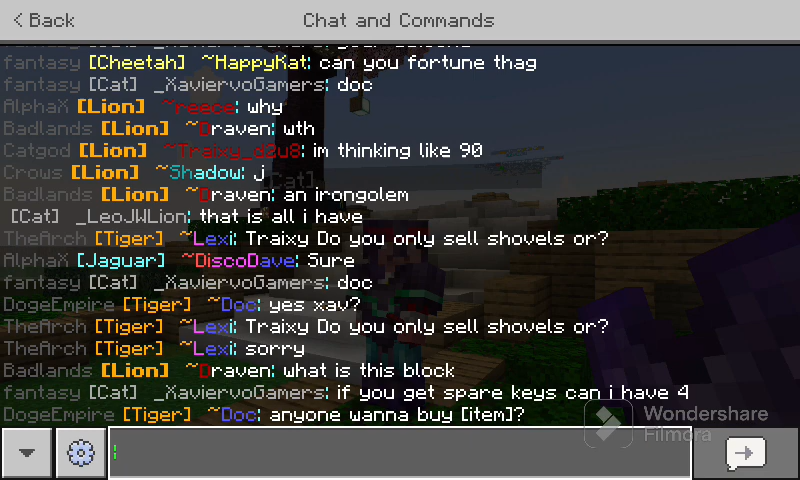 Back
Chat and Commands
fantasy [Cheetah] ~HappyKat: can you fortune thag
fantasy [Cat] _XaviervoGamers: doc
AlphaX [Lion] ~reece: why
Badlands [Lion] ~Draven: wth
Catgod [Lion] ~Traixy_d2u8: im thinking like 90
Crows [Lion] ~Shadow: j
Badlands [Lion] ~Draven: an irongolem
[Cat] _LeoJWLion: that is all i have
TheArch [Tiger] ~Lexi: Traixy Do you only sell shovels or?
AlphaX [Jaguar] ~DiscoDave: Sure
fantasy [Cat] _XaviervoGamers: doc
DogeEmpire [Tiger] ~Doc: yes xav?
TheArch [Tiger] ~Lexi: Traixy Do you only sell shovels or?
TheArch [Tiger] ~Lexi: sorry
Badlands [Lion] ~Draven: what is this block
fantasy [Cat] _XaviervoGamers: if you get spare keys can i have 4
DogeEmpire [Tiger] ~Doc: anyone wanna buy [item]?
Wondershare
Filmora